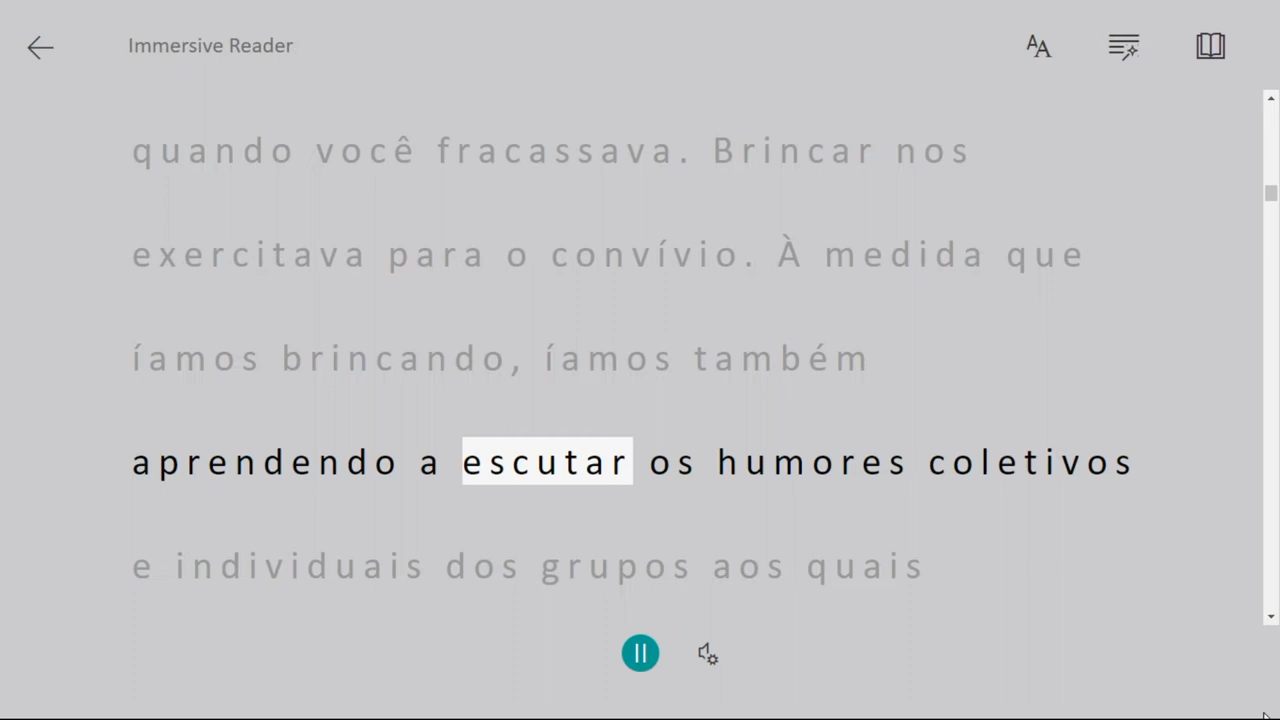 Immersive Reader
quando você fracassava. Brincar nos
exercitava para o convívio. À medida que
íamos brincando, íamos também
aprendendo a escutar os humores coletivos
e individuais dos grupos aos quais